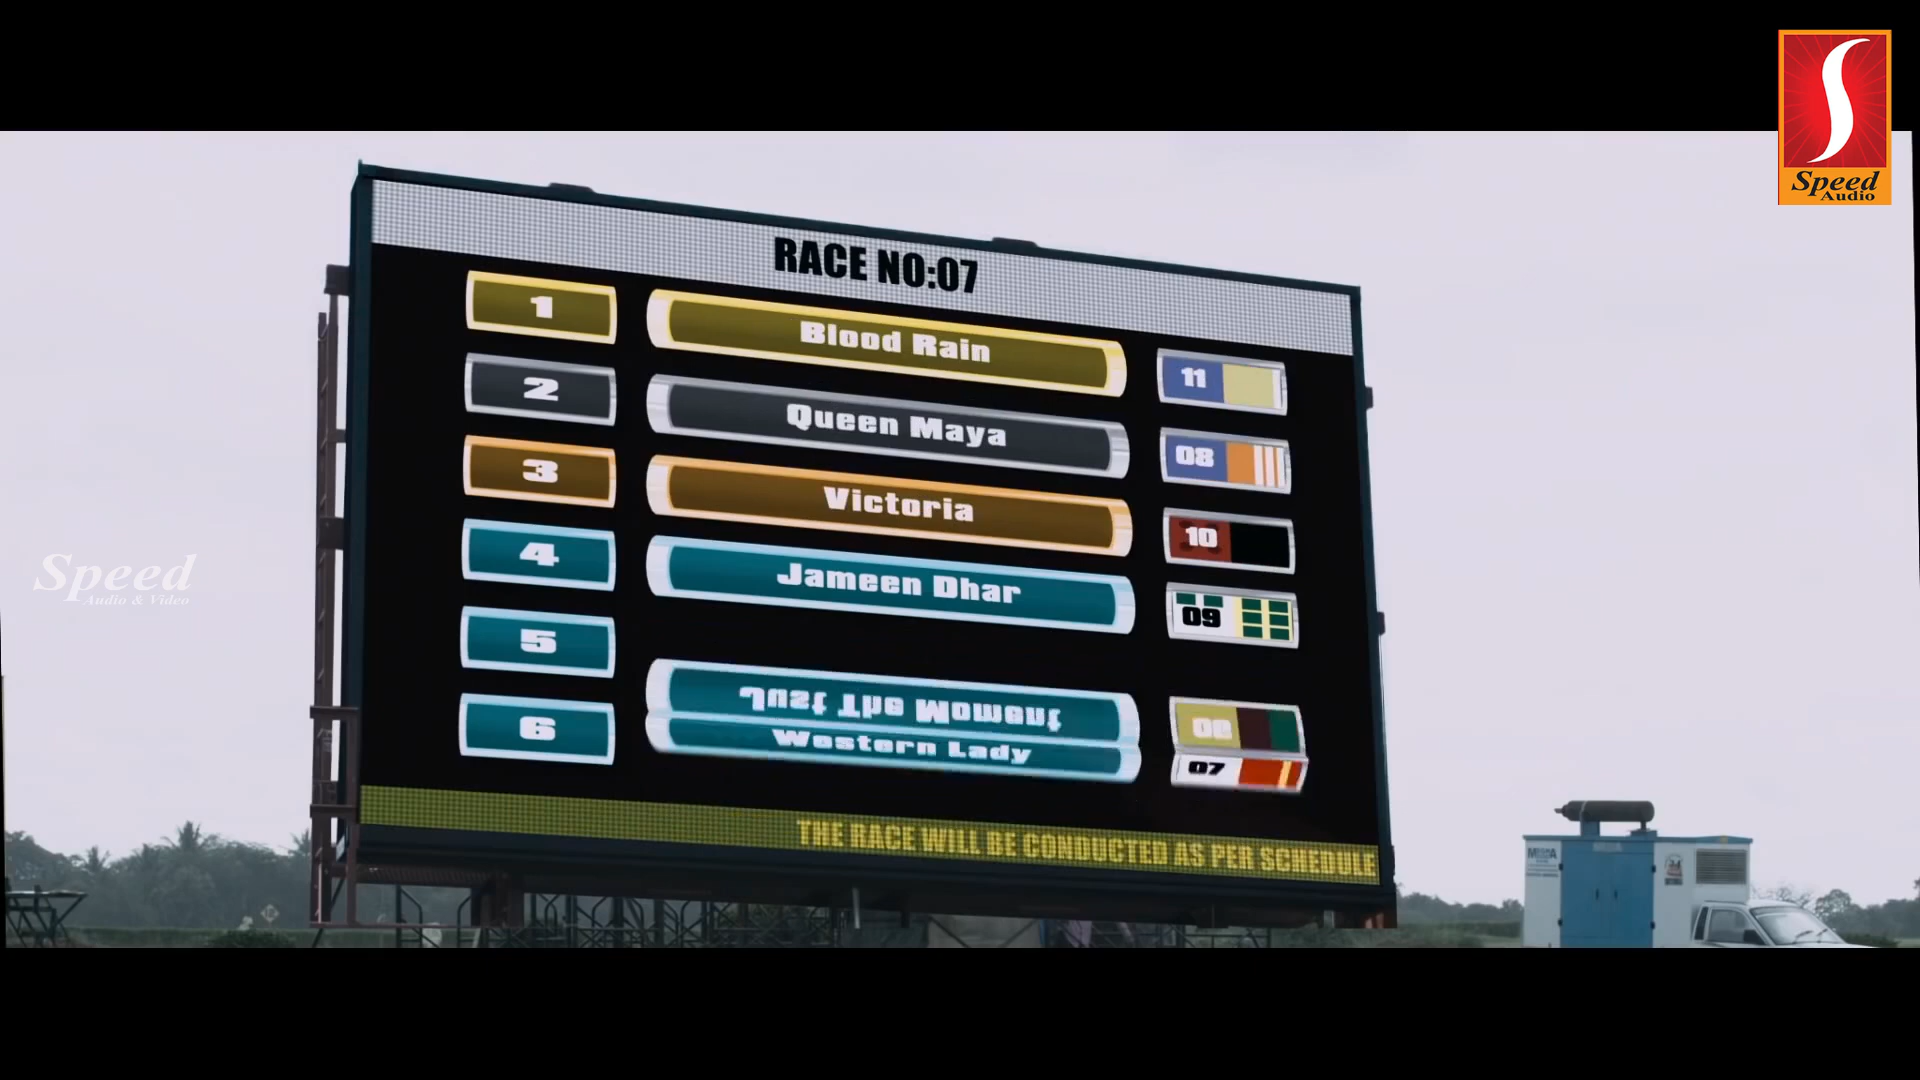 S
Speed
Audio
RACE NO:07
1 Blood Rain 11
2 Queen Maya 08
3 Victoria 10
4 Jameen Dhar 09
5
Just The Moment
6 Western Lady 07
THE RACE WILL BE CONDUCTED AS PER SCHEDULE
Speed
Audio & Video